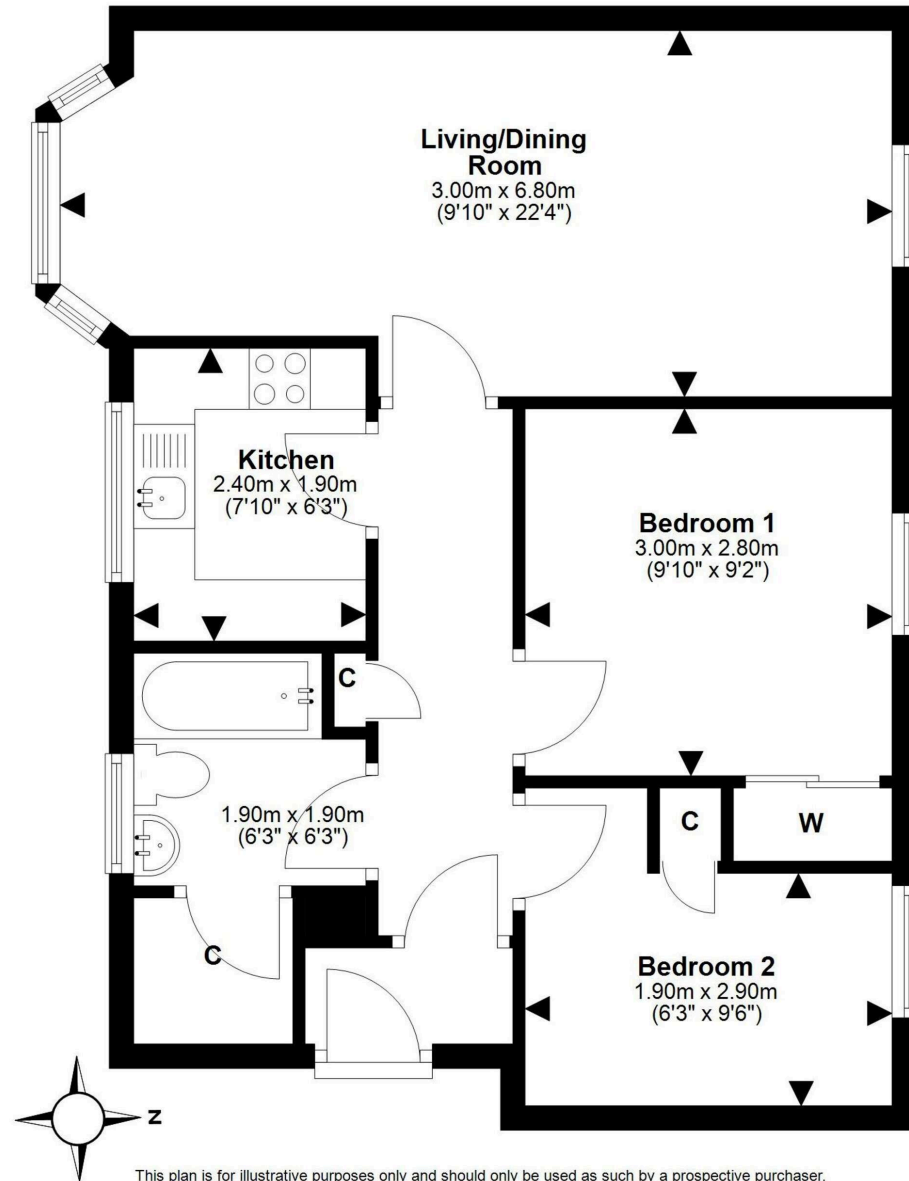 Living/Dining
Room
3.00m x 6.80m
(9'10" x 22'4")
Kitchen
2.40m x 1.90m
(7'10" x 6'3")
Bedroom 1
3.00m x 2.80m
(9'10" x 9'2")
C
1.90m x 1.90m
(6'3" x 6'3")
C
W
C
Bedroom 2
1.90m x 2.90m
(6'3" x 9'6")
N
This plan is for illustrative purposes only and should only be used as such by a prospective purchaser.